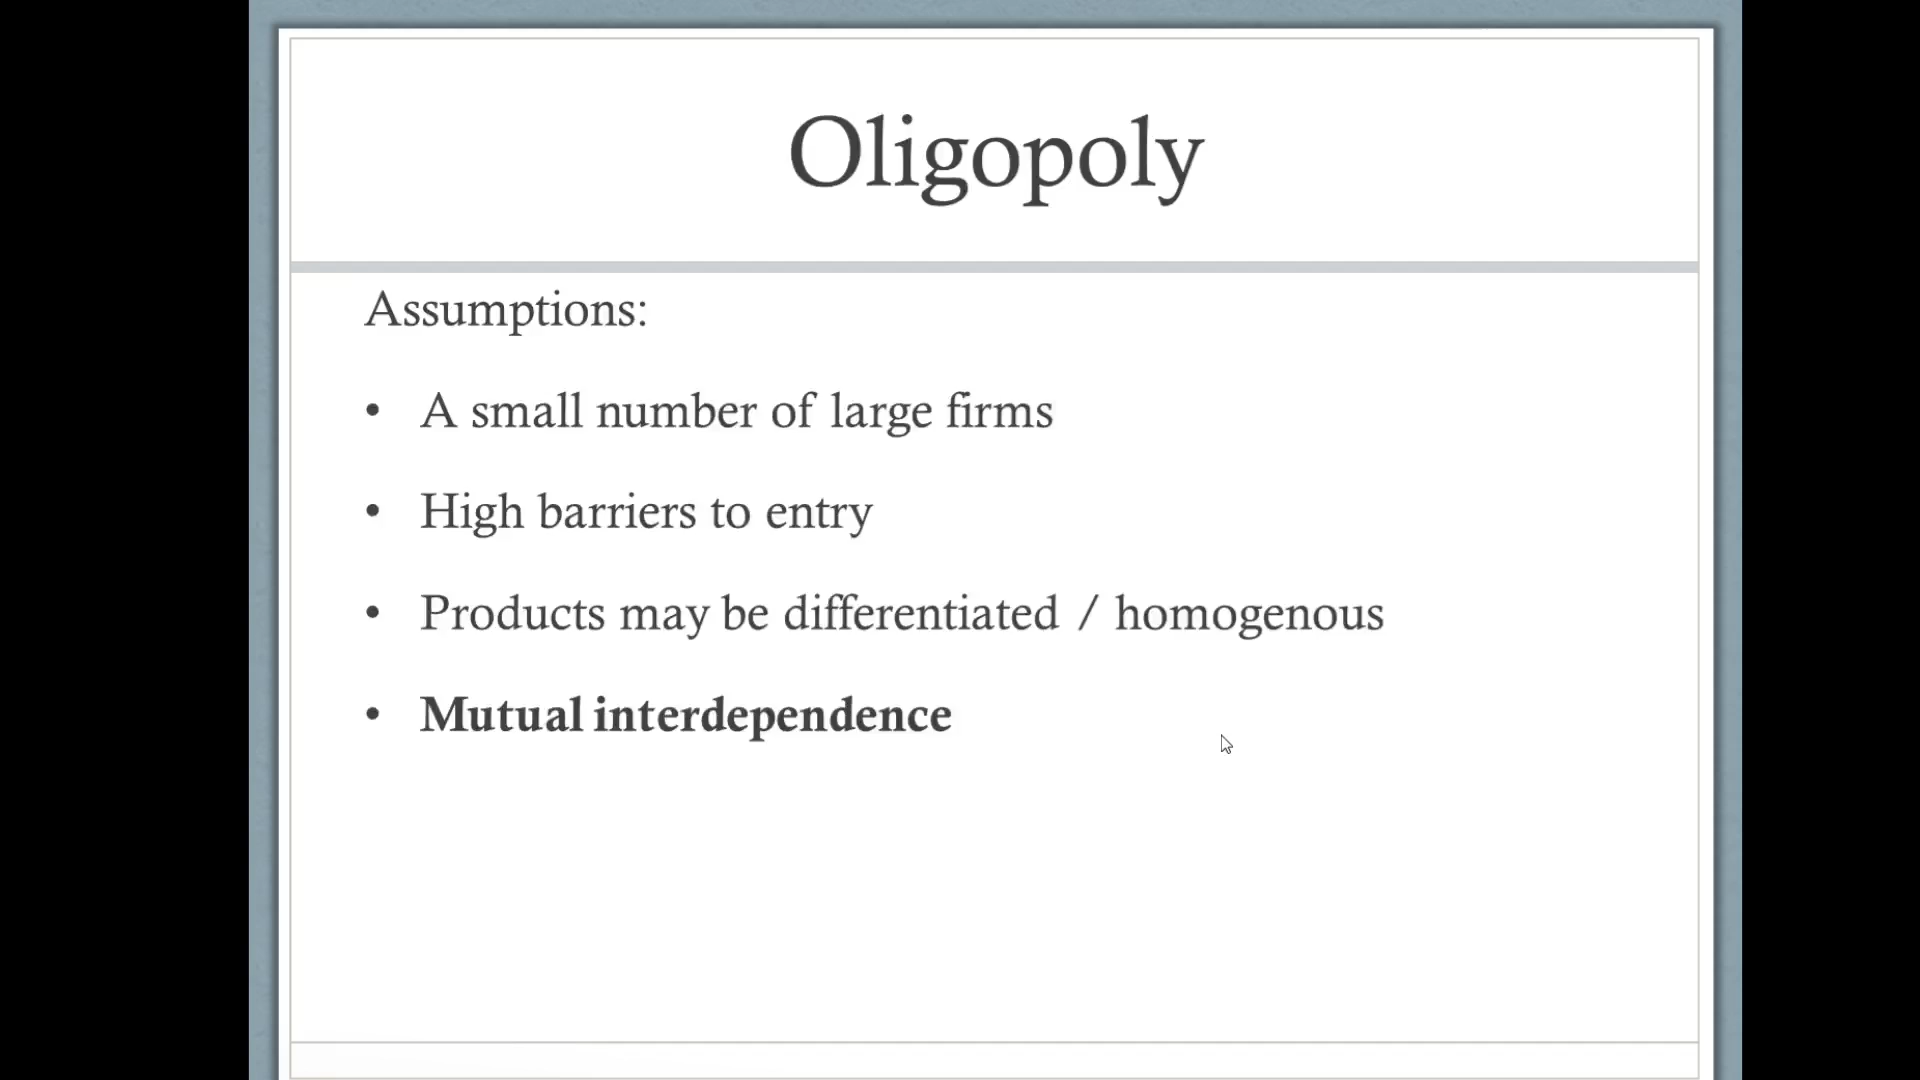 Oligopoly
Assumptions:
• A small number of large firms
• High barriers to entry
• Products may be differentiated / homogenous
• Mutual interdependence